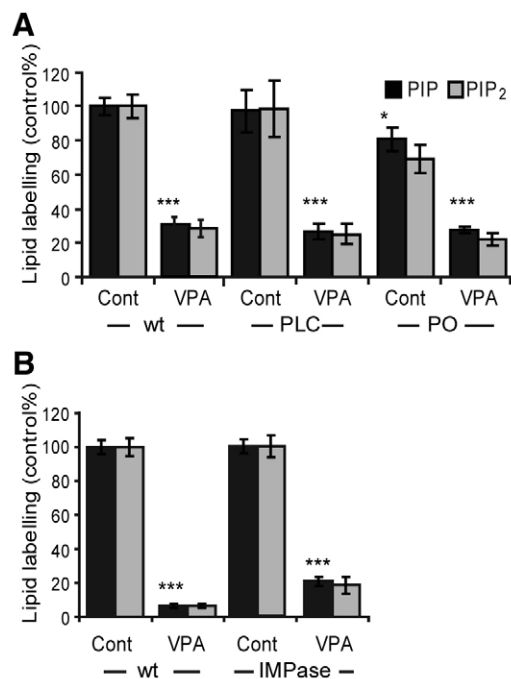 A
Lipid labelling (control%)
120
100
80
60
40
20
0
PIP PIP2
***
***
*
***
Cont VPA Cont VPA Cont VPA
wt PLC PO
B
Lipid labelling (control%)
120
100
80
60
40
20
0
***
***
Cont VPA Cont VPA
wt IMPase